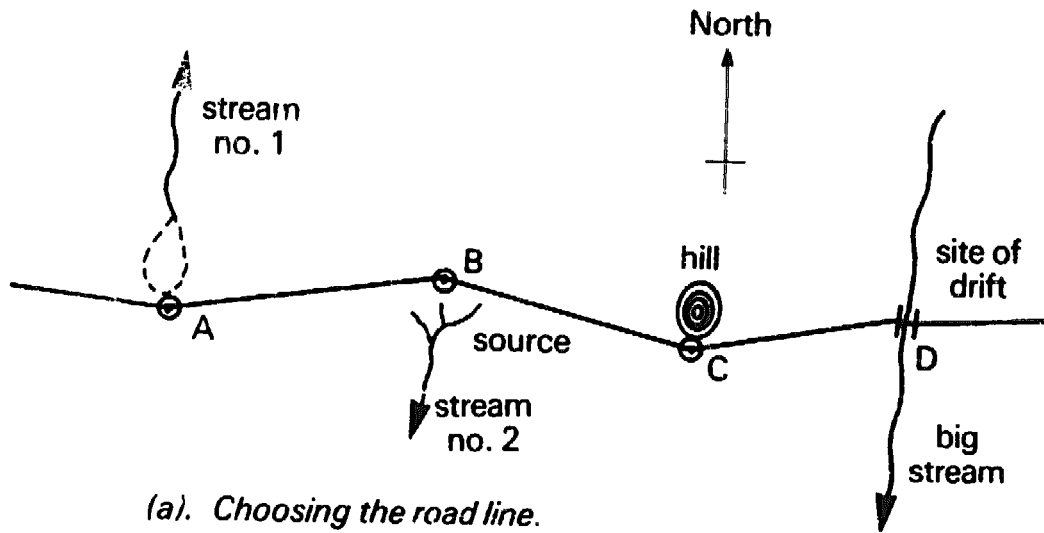 North
stream
no. 1
B
hill
site of
drift
A
source
C
D
stream
no. 2
big
stream
(a). Choosing the road line.